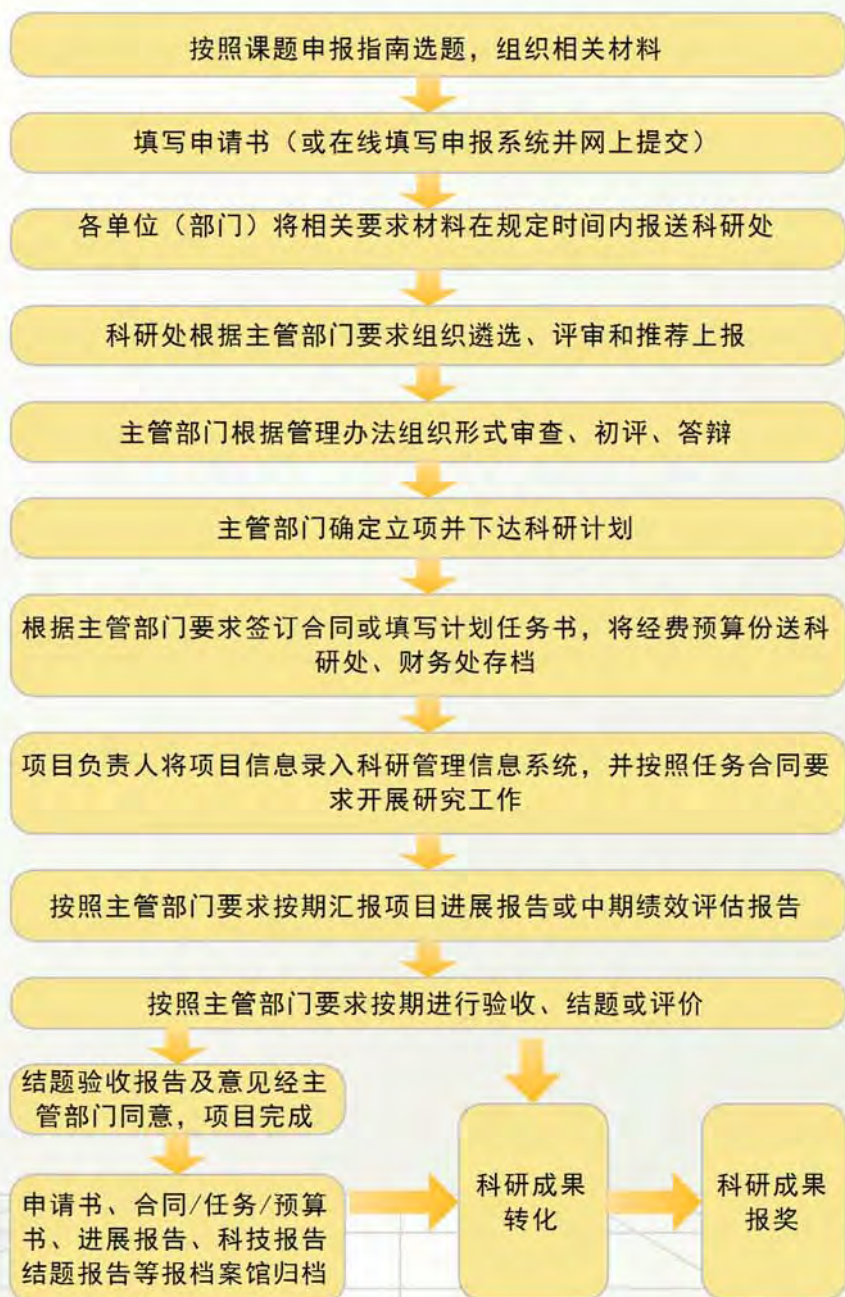 按照课题申报指南选题，组织相关材料
填写申请书（或在线填写申报系统并网上提交）
各单位（部门）将相关要求材料在规定时间内报送科研处
科研处根据主管部门要求组织遴选、评审和推荐上报
主管部门根据管理办法组织形式审查、初评、答辩
主管部门确定立项并下达科研计划
根据主管部门要求签订合同或填写计划任务书，将经费预算份送科
研处、财务处存档
项目负责人将项目信息录入科研管理信息系统，并按照任务合同要
求开展研究工作
按照主管部门要求按期汇报项目进展报告或中期绩效评估报告
按照主管部门要求按期进行验收、结题或评价
结题验收报告及意见经主
管部门同意，项目完成
申请书、合同/任务/预算
书、进展报告、科技报告
结题报告等报档案馆归档
科研成果
转化
科研成果
报奖